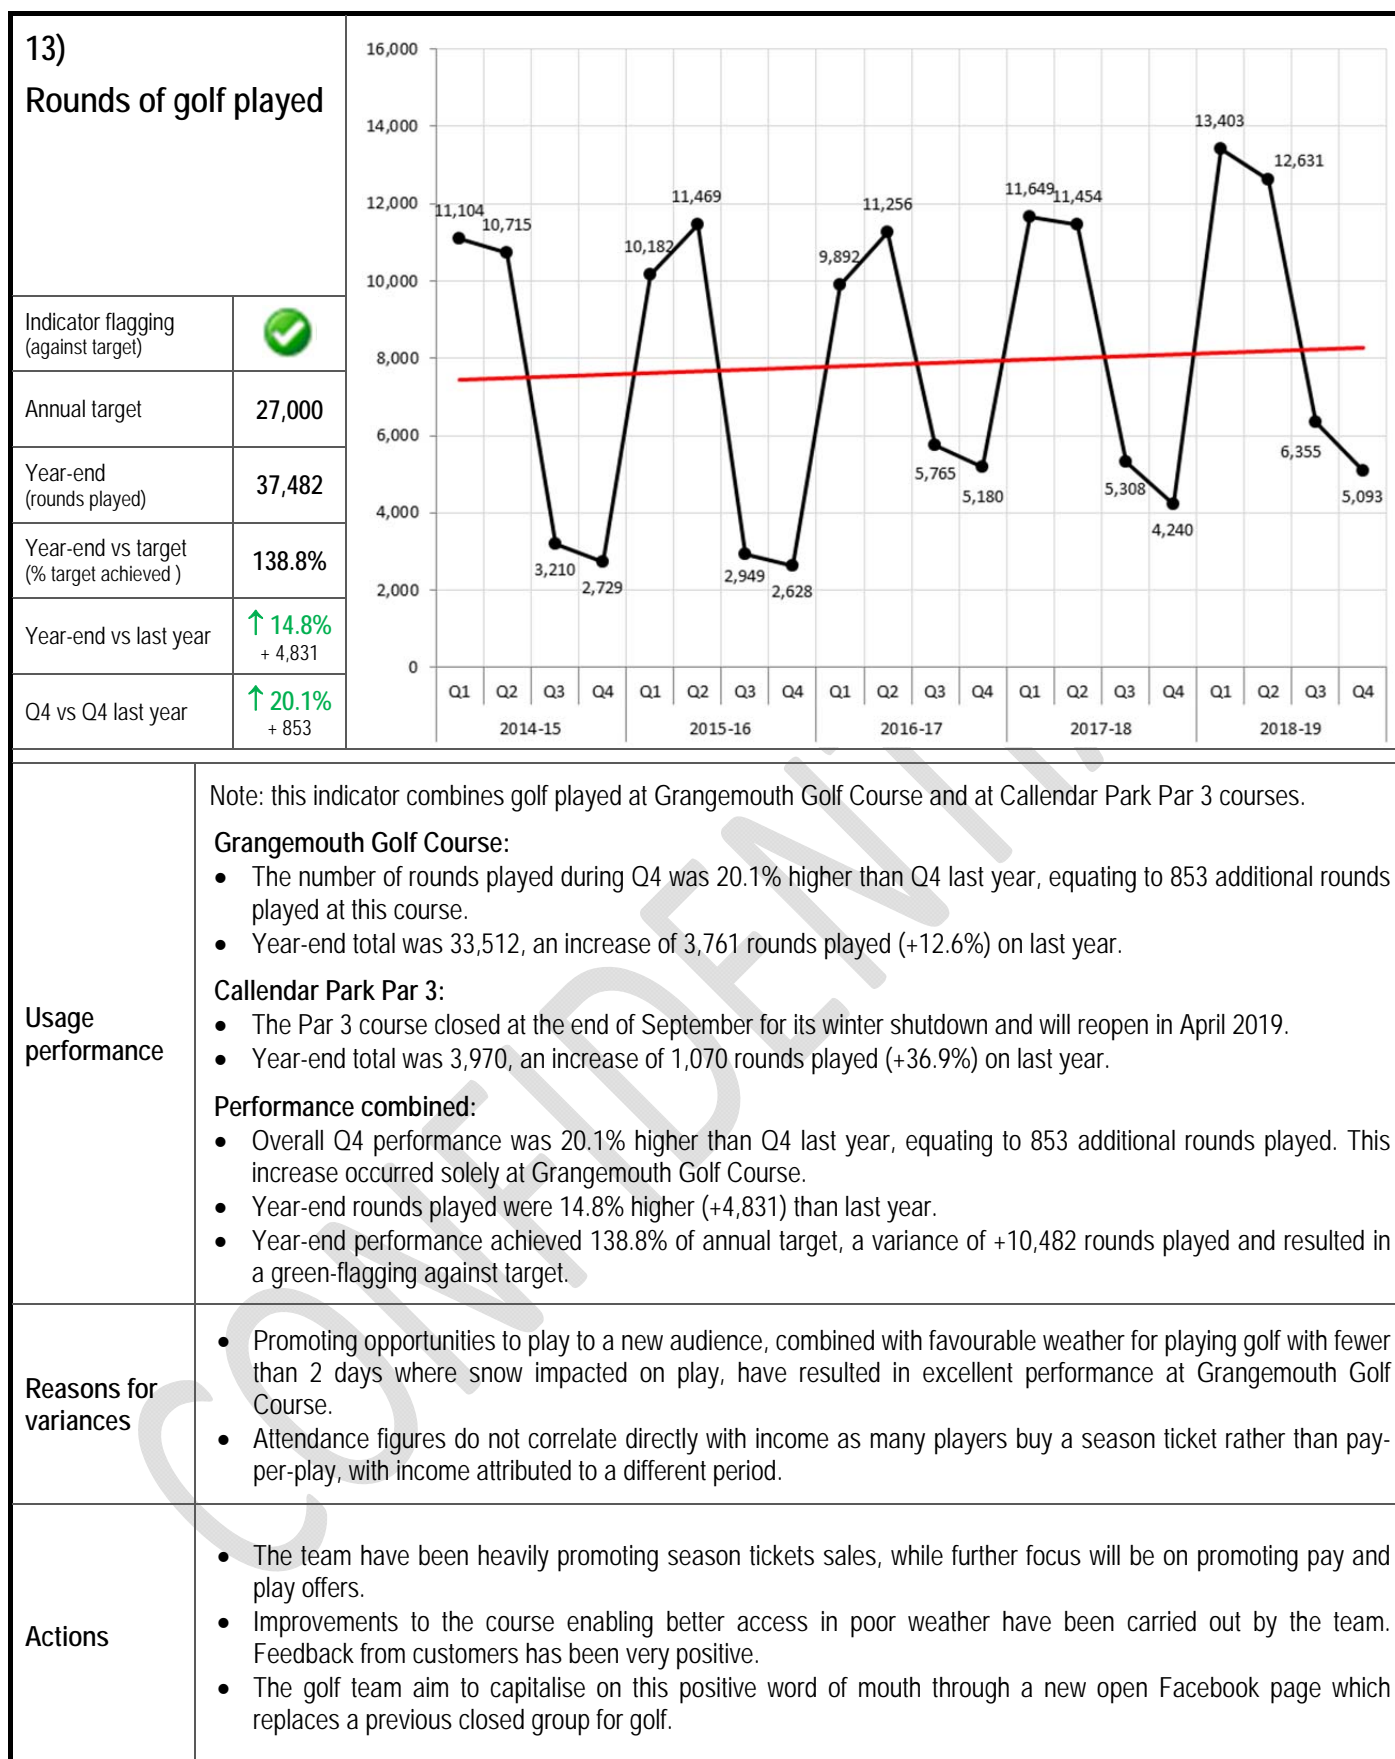 13)
Rounds of golf played
Indicator flagging
(against target)
Annual target
27,000
Year-end
(rounds played)
37,482
Year-end vs target
(% target achieved )
138.8%
Year-end vs last year
↑ 14.8%
+ 4,831
Q4 vs Q4 last year
↑ 20.1%
+ 853
16,000
14,000
12,000
10,000
8,000
6,000
4,000
2,000
0
11,104
10,715
3,210
2,729
10,182
11,469
2,949
2,628
9,892
11,256
5,765
5,180
11,649
11,454
5,308
4,240
13,403
12,631
6,355
5,093
Q1 Q2 Q3 Q4 Q1 Q2 Q3 Q4 Q1 Q2 Q3 Q4 Q1 Q2 Q3 Q4 Q1 Q2 Q3 Q4
2014-15 2015-16 2016-17 2017-18 2018-19
Usage
performance
Note: this indicator combines golf played at Grangemouth Golf Course and at Callendar Park Par 3 courses.
Grangemouth Golf Course:
• The number of rounds played during Q4 was 20.1% higher than Q4 last year, equating to 853 additional rounds
played at this course.
• Year-end total was 33,512, an increase of 3,761 rounds played (+12.6%) on last year.
Callendar Park Par 3:
• The Par 3 course closed at the end of September for its winter shutdown and will reopen in April 2019.
• Year-end total was 3,970, an increase of 1,070 rounds played (+36.9%) on last year.
Performance combined:
• Overall Q4 performance was 20.1% higher than Q4 last year, equating to 853 additional rounds played. This
increase occurred solely at Grangemouth Golf Course.
• Year-end rounds played were 14.8% higher (+4,831) than last year.
• Year-end performance achieved 138.8% of annual target, a variance of +10,482 rounds played and resulted in
a green-flagging against target.
Reasons for
variances
• Promoting opportunities to play to a new audience, combined with favourable weather for playing golf with fewer
than 2 days where snow impacted on play, have resulted in excellent performance at Grangemouth Golf
Course.
• Attendance figures do not correlate directly with income as many players buy a season ticket rather than pay-
per-play, with income attributed to a different period.
Actions
• The team have been heavily promoting season tickets sales, while further focus will be on promoting pay and
play offers.
• Improvements to the course enabling better access in poor weather have been carried out by the team.
Feedback from customers has been very positive.
• The golf team aim to capitalise on this positive word of mouth through a new open Facebook page which
replaces a previous closed group for golf.
CONFIDENTI